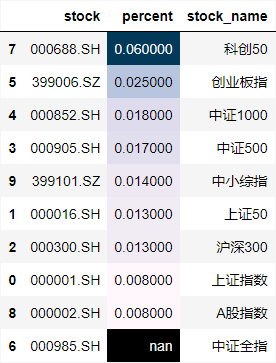 stock percent stock_name
7 000688.SH 0.060000 科创50
5 399006.SZ 0.025000 创业板指
4 000852.SH 0.018000 中证1000
3 000905.SH 0.017000 中证500
9 399101.SZ 0.014000 中小综指
1 000016.SH 0.013000 上证50
2 000300.SH 0.013000 沪深300
0 000001.SH 0.008000 上证指数
8 000002.SH 0.008000 A股指数
6 000985.SH nan 中证全指